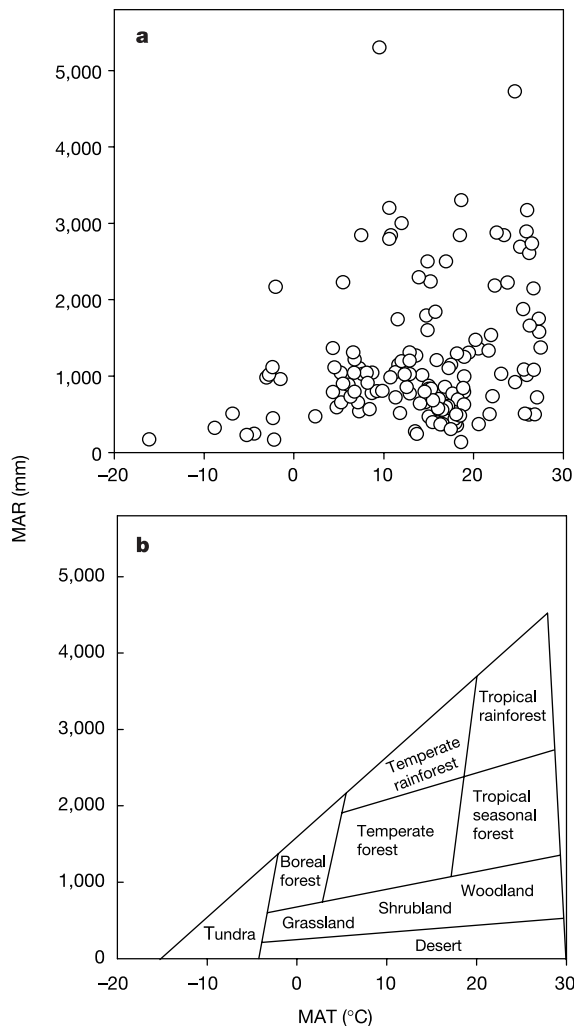 a
5,000
4,000
3,000
2,000
1,000
0
–20
–10
0
10
20
30
MAR (mm)
b
5,000
4,000
3,000
2,000
1,000
0
Tropical
rainforest
Temperate
rainforest
Tropical
seasonal
forest
Temperate
forest
Boreal
forest
Woodland
Shrubland
Grassland
Tundra
Desert
–20
–10
0
10
20
30
MAT (°C)